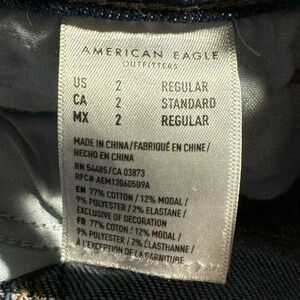 AMERICAN EAGLE
OUTFITTERS
US 2 REGULAR
CA 2 STANDARD
MX 2 REGULAR
MADE IN CHINA/FABRIQUÉ EN CHINE/
HECHO EN CHINA
RN 54485/CA 03873
RFC# AEM120605U9A
EN 77% COTTON / 12% MODAL /
9% POLYESTER / 2% ELASTANE /
EXCLUSIVE OF DECORATION
FR 77% COTON / 12% MODAL /
9% POLYESTER / 2% ÉLASTHANNE /
À L'EXCEPTION DE LA GARNITURE